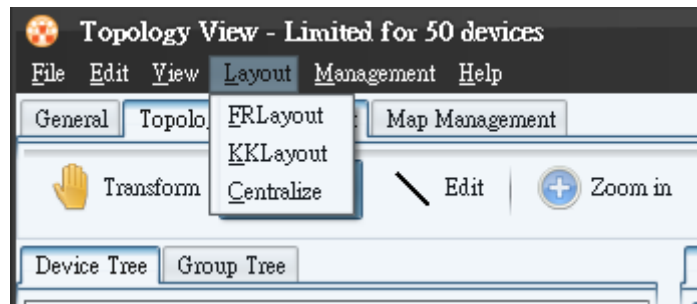 Topology View - Limited for 50 devices
File Edit View Layout Management Help
General Topolo Map Management
FRLayout
KKLayout
Centralize
Transform Edit Zoom in
Device Tree Group Tree